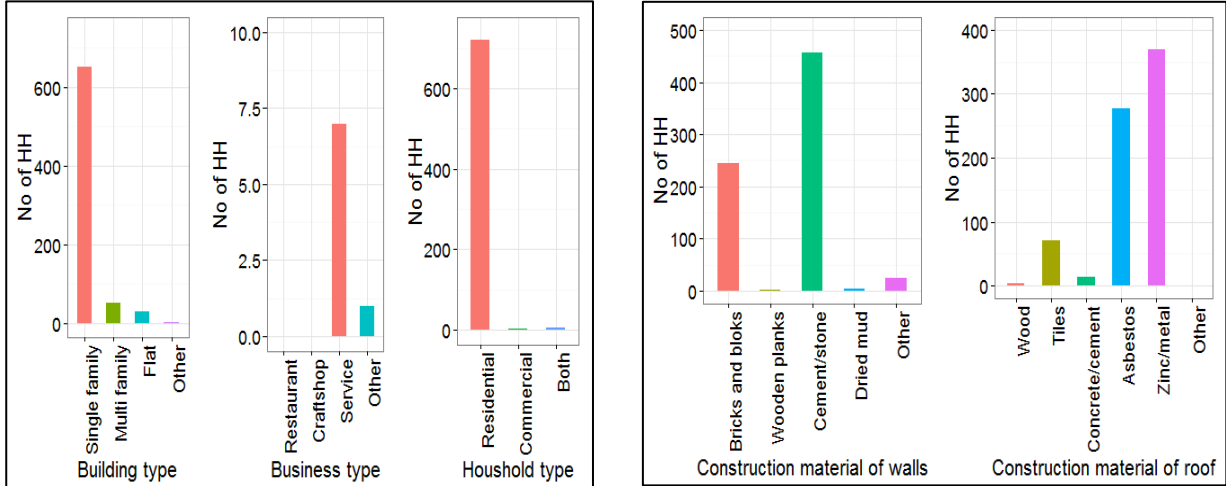 No of HH
600
400
200
0
Single family
Multi family
Flat
Other
Building type
No of HH
10.0
7.5
5.0
2.5
0.0
Restaurant
Craftshop
Service
Other
Business type
No of HH
600
400
200
0
Residential
Commercial
Both
Houshold type
No of HH
500
400
300
200
100
0
Bricks and bloks
Wooden planks
Cement/stone
Dried mud
Other
Construction material of walls
No of HH
400
300
200
100
0
Wood
Tiles
Concrete/cement
Asbestos
Zinc/metal
Other
Construction material of roof